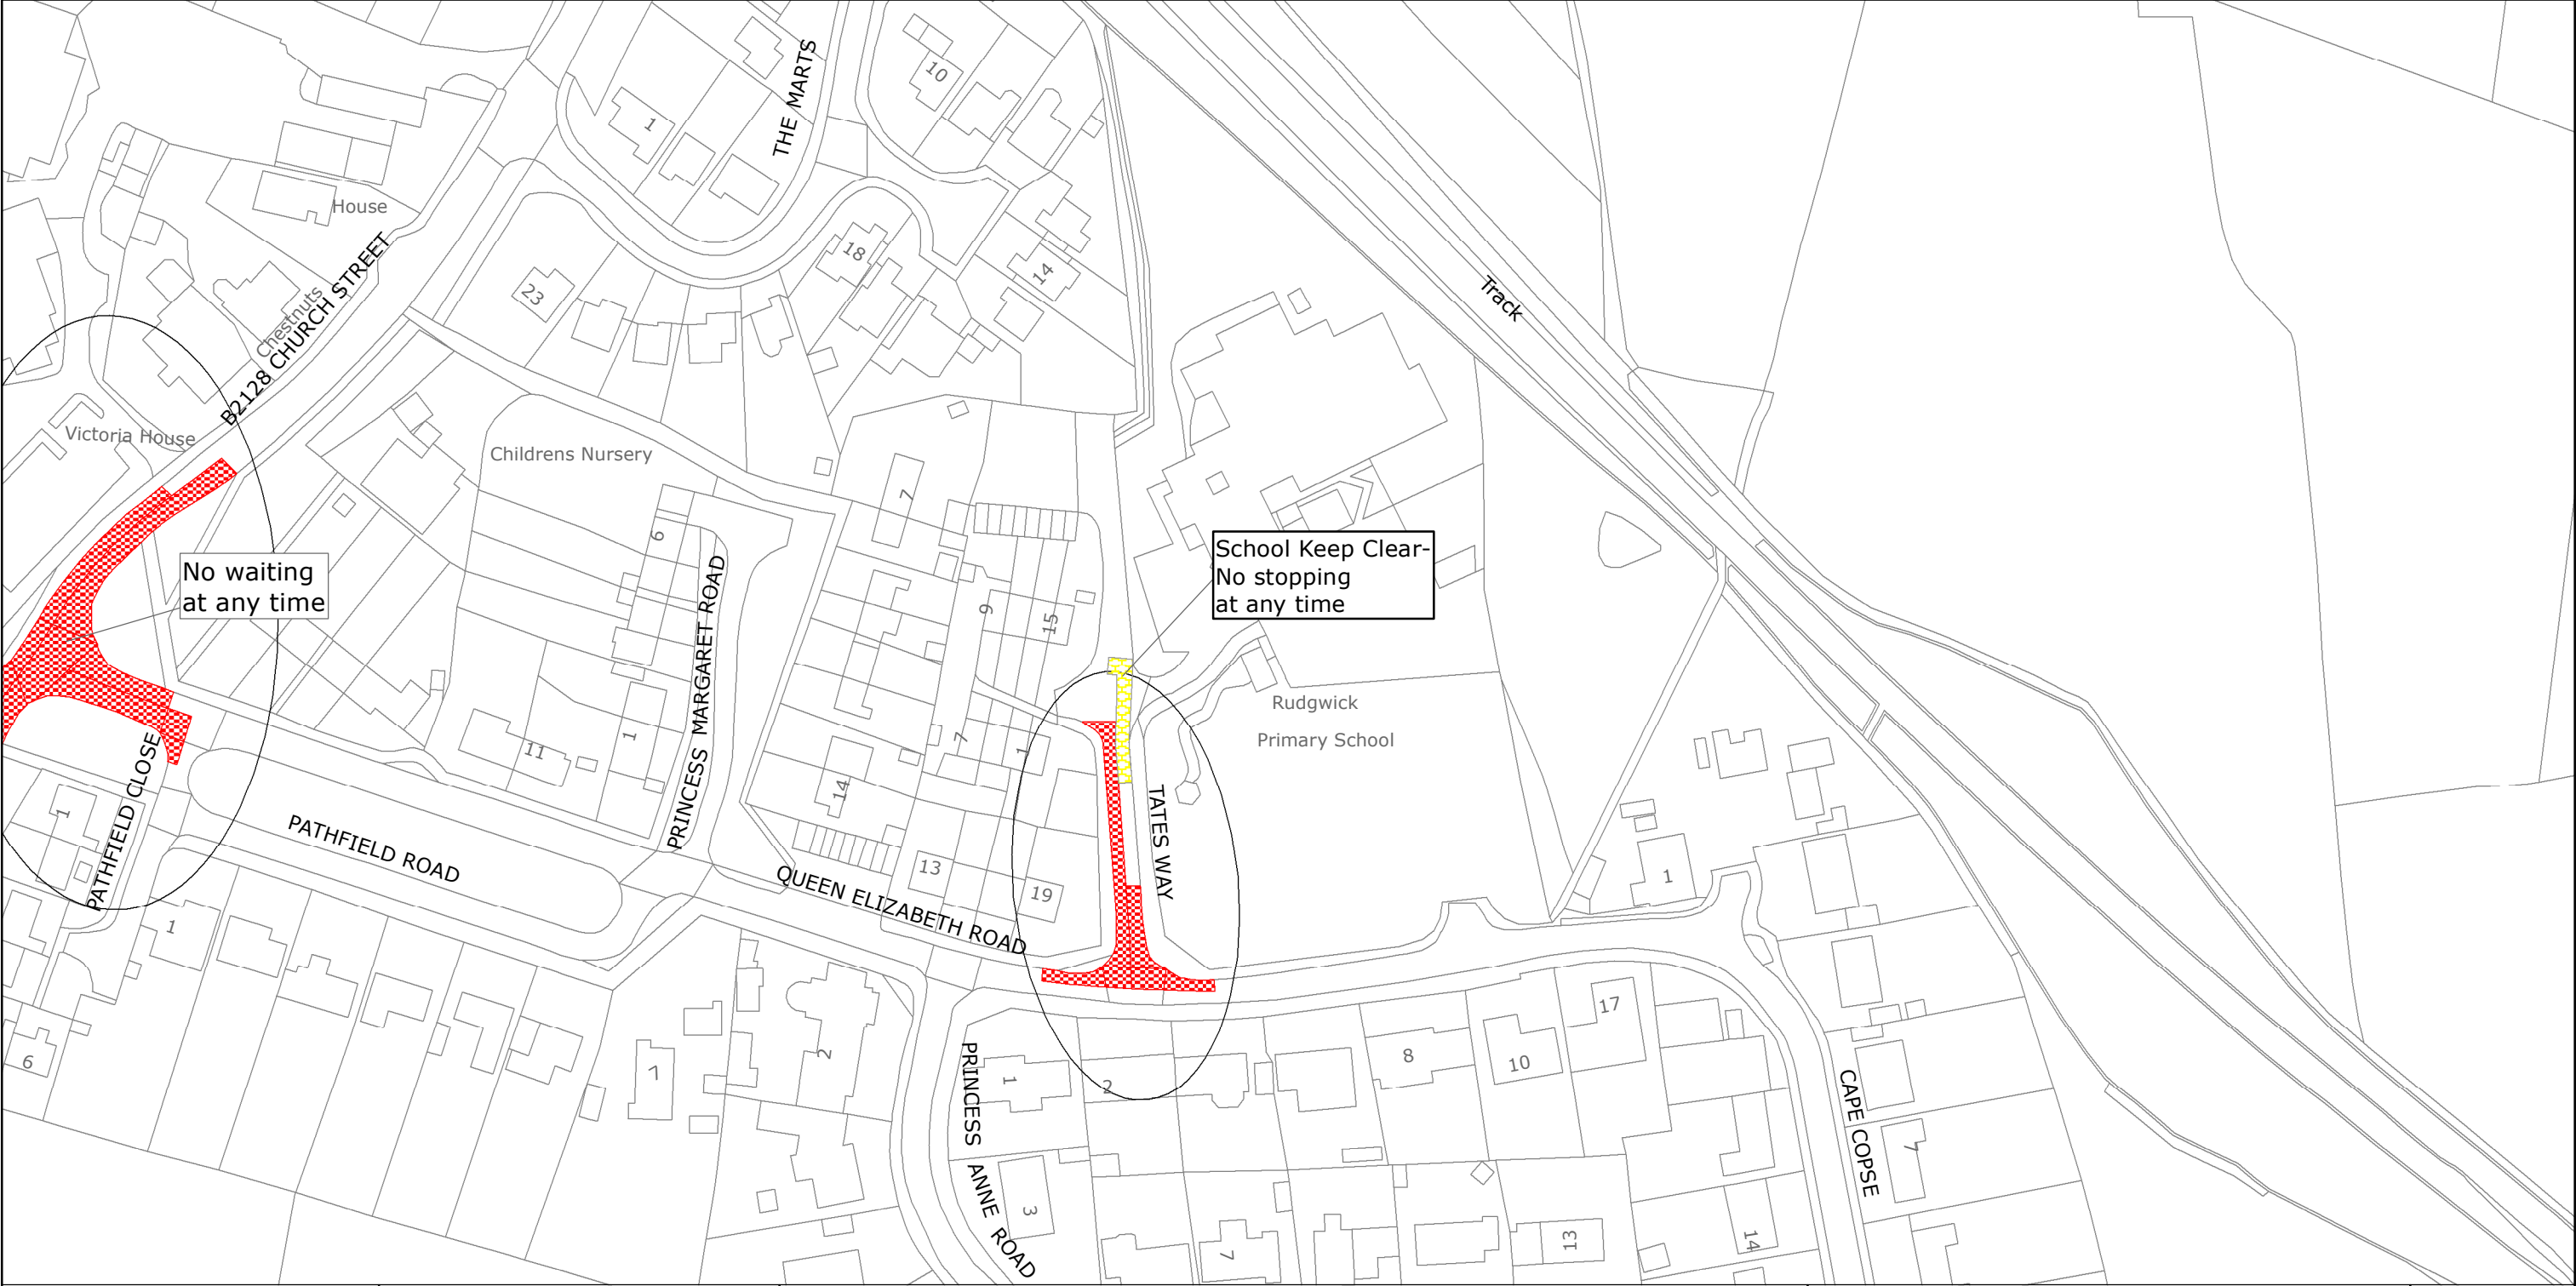 THE MARTS
10
1
House
B2128 CHURCH STREET
Chestnuts
23
18
14
Track
Victoria House
Childrens Nursery
7
6
9
15
No waiting
at any time
School Keep Clear-
No stopping
at any time
PRINCESS MARGARET ROAD
Rudgwick
Primary School
11
1
7
1
14
PATHFIELD CLOSE
1
PATHFIELD ROAD
TATES WAY
QUEEN ELIZABETH ROAD
13
19
1
1
6
7
2
PRINCESS ANNE ROAD
1
2
8
10
17
CAPE COPSE
7
3
7
13
14